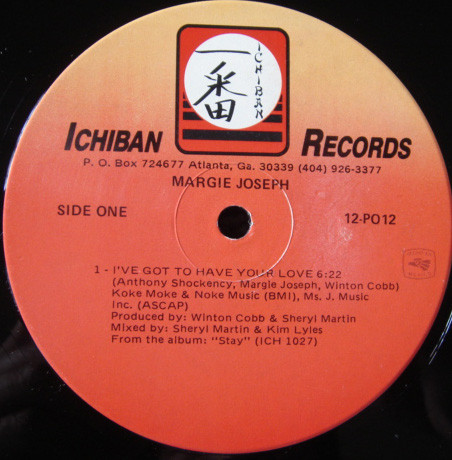 一番
ICHIBAN
ICHIBAN RECORDS
P. O. Box 724677 Atlanta, Ga. 30339 (404) 926-3377
MARGIE JOSEPH
SIDE ONE
12-PO12
1 - I'VE GOT TO HAVE YOUR LOVE 6:22
(Anthony Shockency, Margie Joseph, Winton Cobb)
Koke Moke & Noke Music (BMI), Ms. J. Music
Inc. (ASCAP)
Produced by: Winton Cobb & Sheryl Martin
Mixed by: Sheryl Martin & Kim Lyles
From the album: "Stay" (ICH 1027)